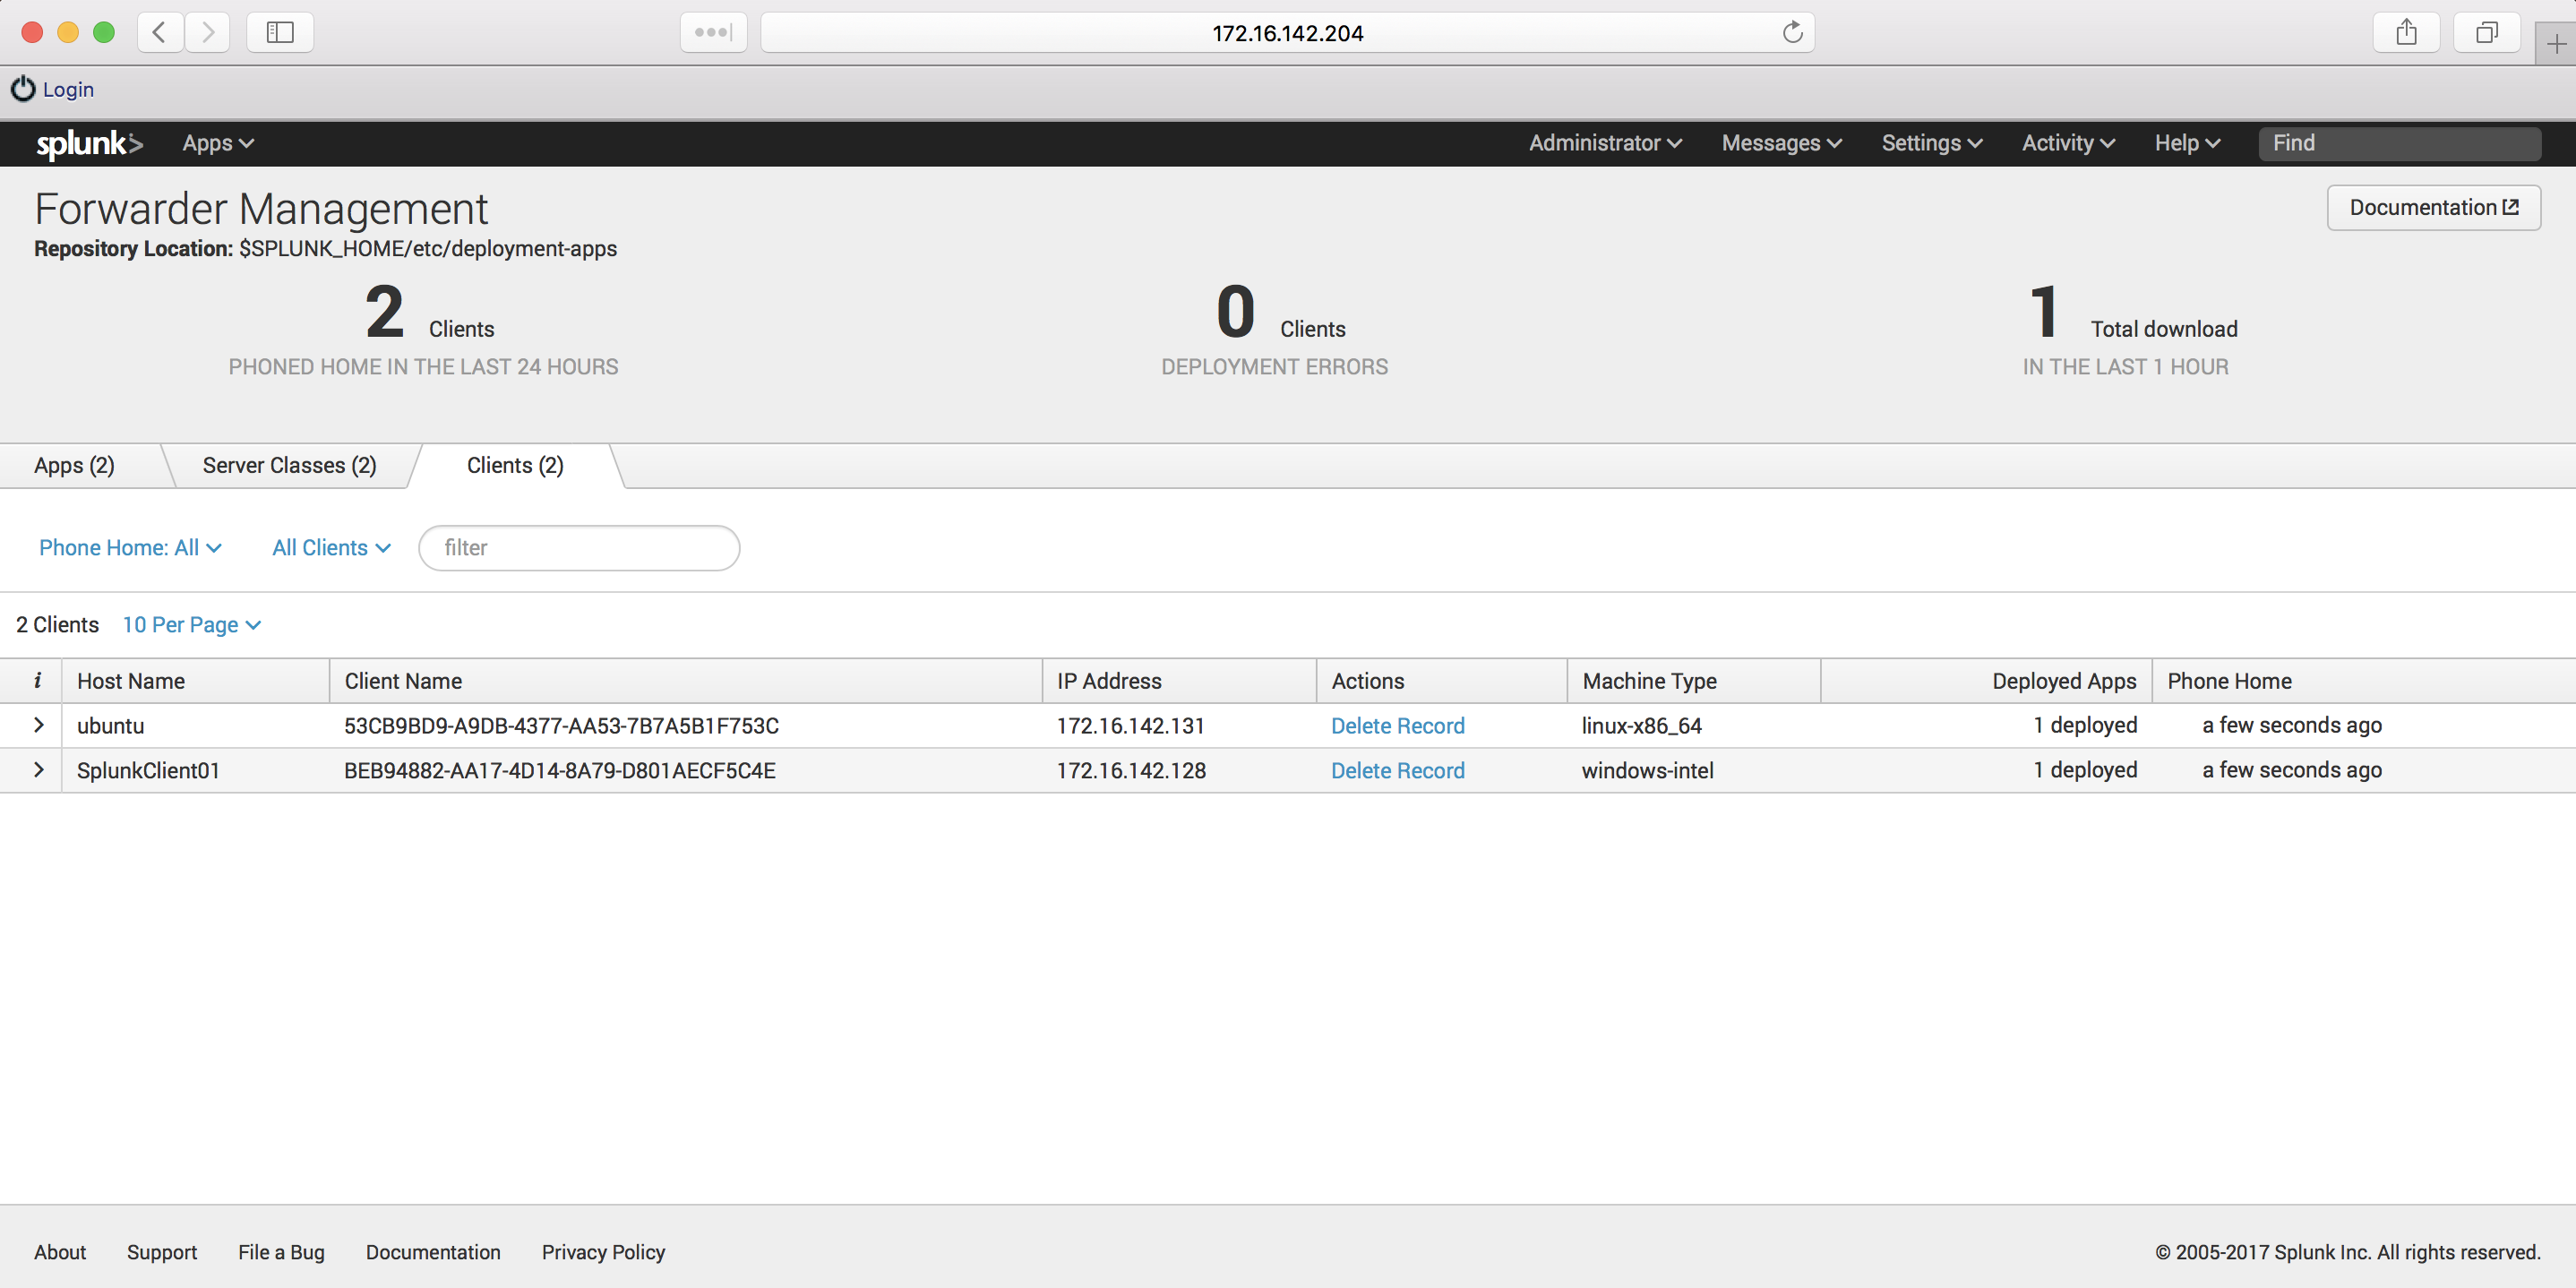 172.16.142.204
Login
splunk> Apps Administrator Messages Settings Activity Help Find
Forwarder Management Documentation
Repository Location: $SPLUNK_HOME/etc/deployment-apps
2 Clients 0 Clients 1 Total download
PHONED HOME IN THE LAST 24 HOURS DEPLOYMENT ERRORS IN THE LAST 1 HOUR
Apps (2) Server Classes (2) Clients (2)
Phone Home: All All Clients filter
2 Clients 10 Per Page
i Host Name Client Name IP Address Actions Machine Type Deployed Apps Phone Home
ubuntu 53CB9BD9-A9DB-4377-AA53-7B7A5B1F753C 172.16.142.131 Delete Record linux-x86_64 1 deployed a few seconds ago
SplunkClient01 BEB94882-AA17-4D14-8A79-D801AECF5C4E 172.16.142.128 Delete Record windows-intel 1 deployed a few seconds ago
About Support File a Bug Documentation Privacy Policy © 2005-2017 Splunk Inc. All rights reserved.